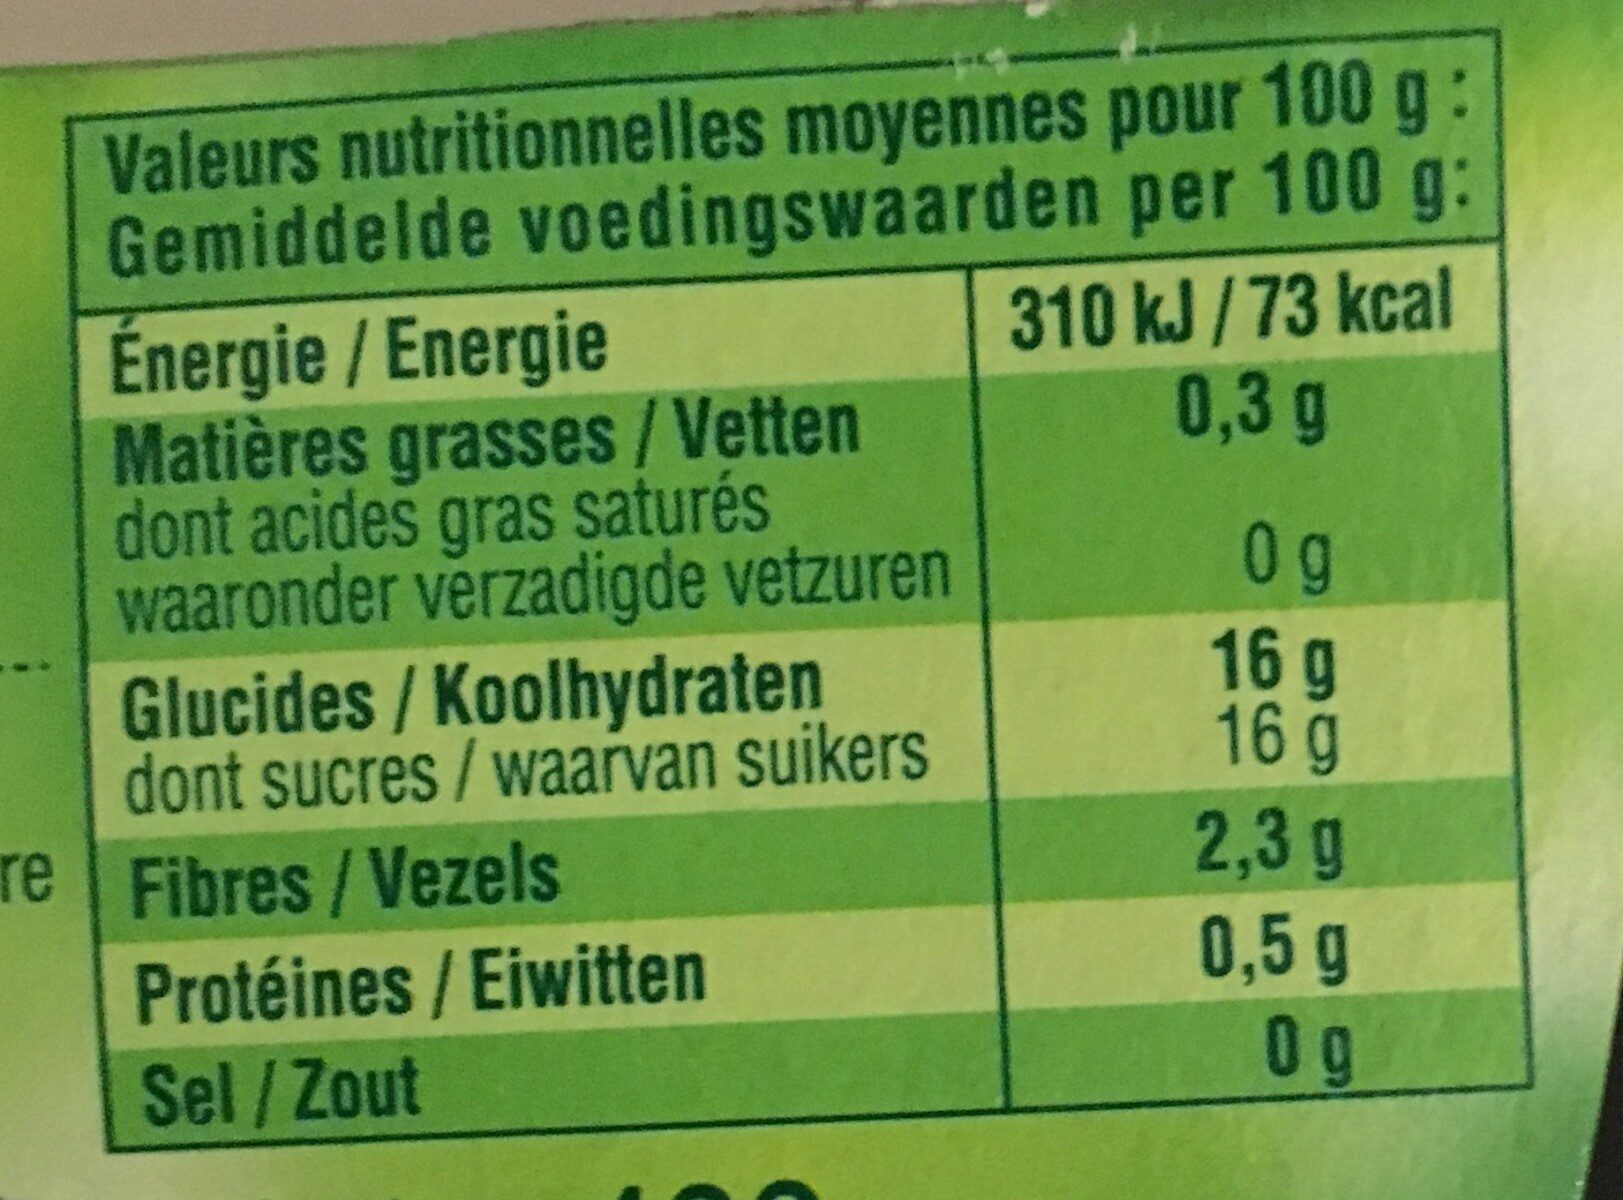 Valeurs nutritionnelles moyennes pour 100 g :
Gemiddelde voedingswaarden per 100 g:
Énergie / Energie 310 kJ / 73 kcal
Matières grasses / Vetten 0,3 g
dont acides gras saturés
waaronder verzadigde vetzuren 0 g
Glucides / Koolhydraten 16 g
dont sucres / waarvan suikers 16 g
re
Fibres / Vezels 2,3 g
Protéines / Eiwitten 0,5 g
Sel / Zout 0 g